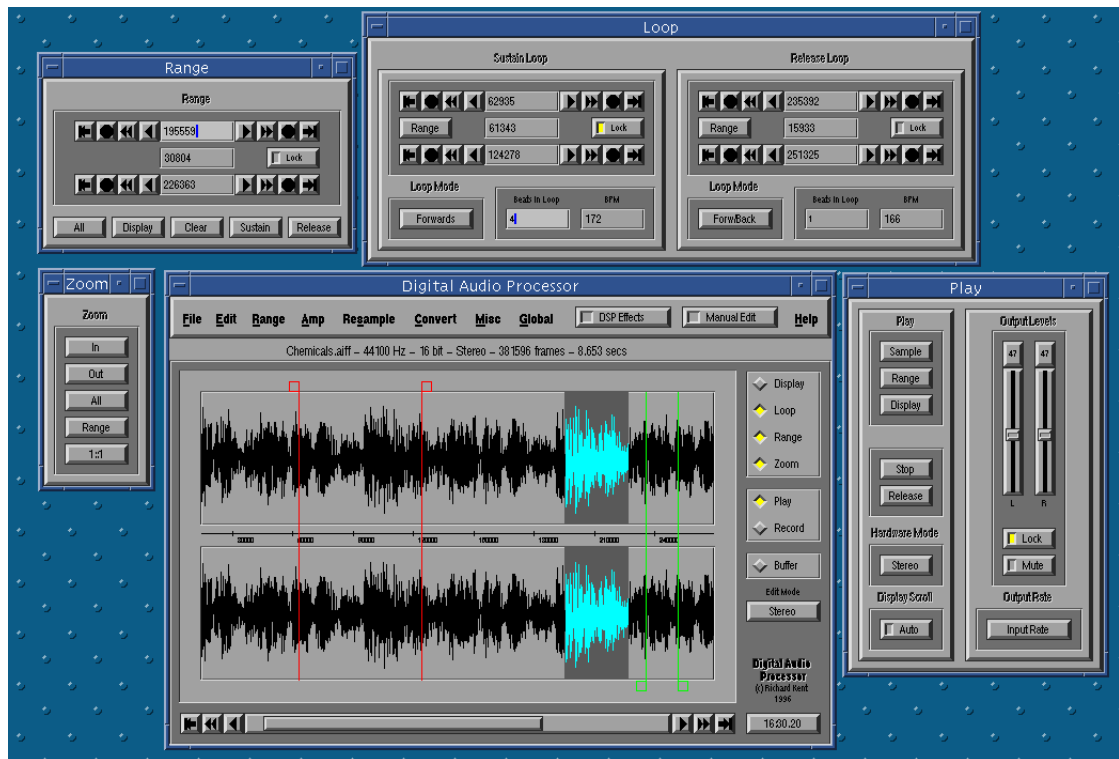 Range
Range
195559
30804 Lock
226363
All Display Clear Sustain Release
Loop
Sustain Loop
62935
Range 61343 Lock
124278
Loop Mode
Forwards
Beats In Loop BPM
4 172
Release Loop
235392
Range 15933 Lock
251325
Loop Mode
Forw/Back
Beats In Loop BPM
1 166
Zoom
Zoom
In
Out
All
Range
1:1
Digital Audio Processor
File Edit Range Amp Resample Convert Misc Global DSP Effects Manual Edit Help
Chemicals.aiff – 44100 Hz – 16 bit – Stereo – 381596 frames – 8.653 secs
Display
Loop
Range
Zoom
Play
Record
Buffer
Edit Mode
Stereo
Digital Audio
Processor
(c) Richard Kent
1996
16:30.20
Play
Play
Sample
Range
Display
Stop
Release
Hardware Mode
Stereo
Display Scroll
Auto
Output Levels
47 47
L R
Lock
Mute
Output Rate
Input Rate